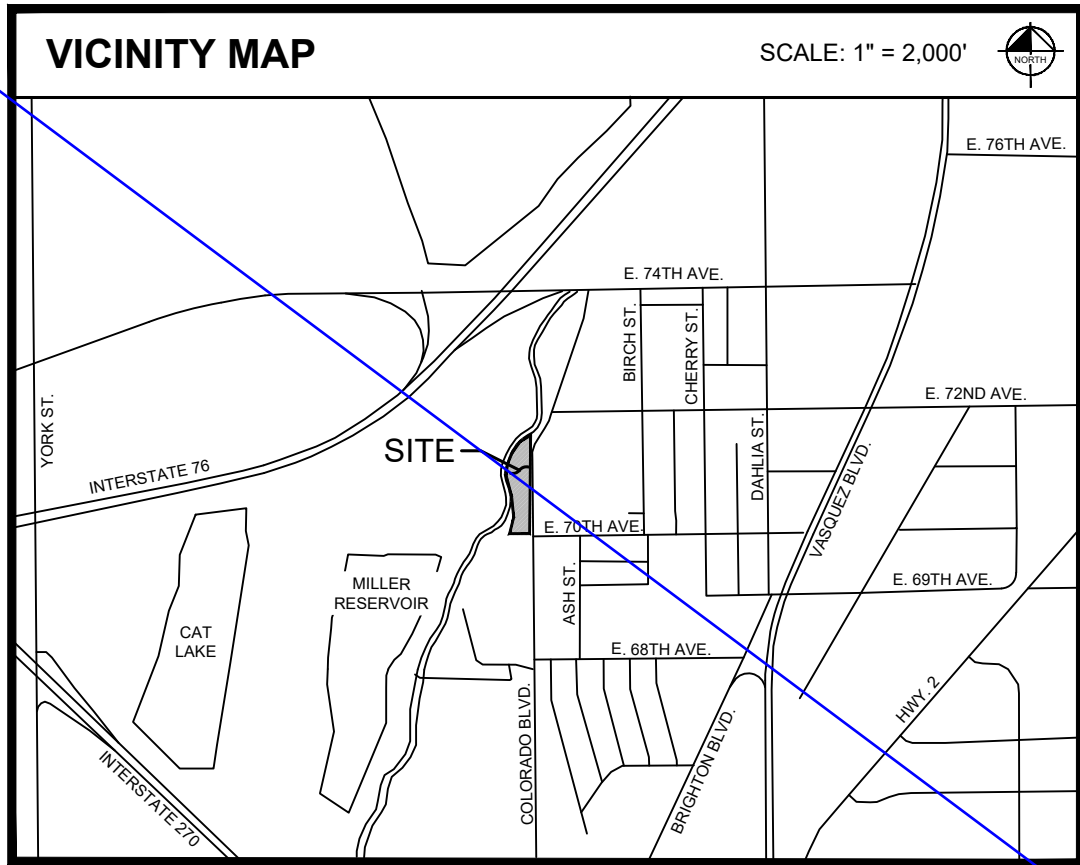 VICINITY MAP
SCALE: 1" = 2,000'
NORTH
E. 76TH AVE.
E. 74TH AVE.
BIRCH ST.
CHERRY ST.
E. 72ND AVE.
YORK ST.
DAHLIA ST.
SITE
INTERSTATE 76
VASQUEZ BLVD.
E. 70TH AVE.
MILLER
RESERVOIR
ASH ST.
E. 69TH AVE.
CAT
LAKE
E. 68TH AVE.
HWY. 2
COLORADO BLVD.
BRIGHTON BLVD.
INTERSTATE 270